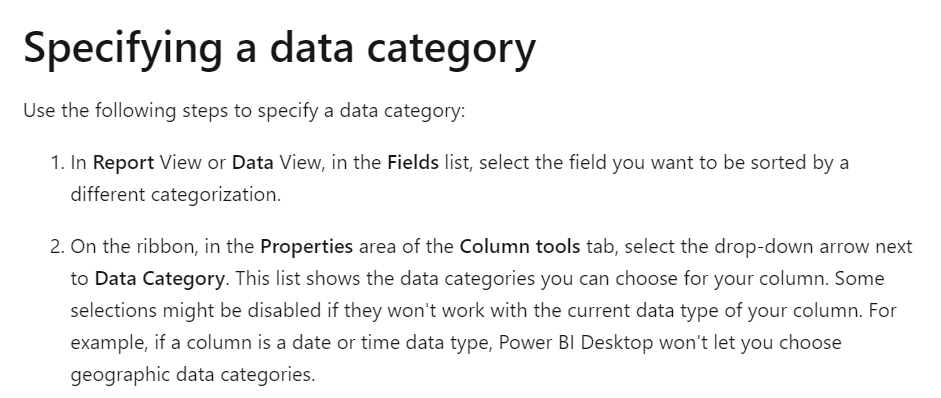 Specifying a data category
Use the following steps to specify a data category:
1. In Report View or Data View, in the Fields list, select the field you want to be sorted by a
different categorization.
2. On the ribbon, in the Properties area of the Column tools tab, select the drop-down arrow next
to Data Category. This list shows the data categories you can choose for your column. Some
selections might be disabled if they won't work with the current data type of your column. For
example, if a column is a date or time data type, Power BI Desktop won't let you choose
geographic data categories.